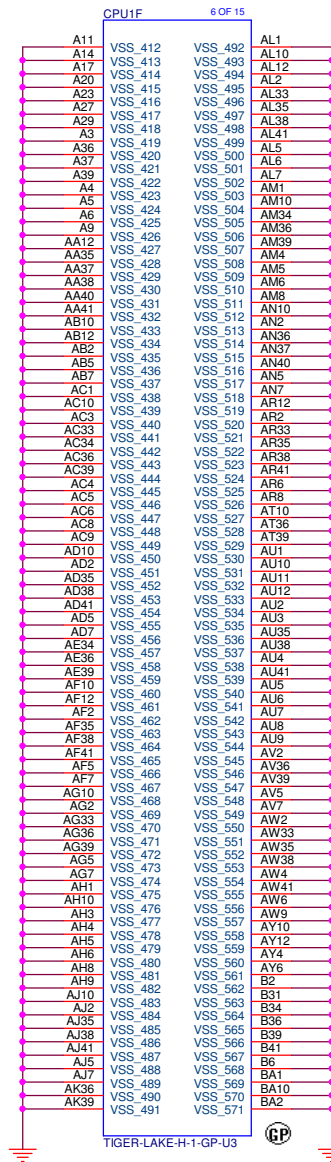 CPU1F 6 OF 15
A11 VSS_412 VSS_492 AL1
A14 VSS_413 VSS_493 AL10
A17 VSS_414 VSS_494 AL12
A20 VSS_415 VSS_495 AL2
A23 VSS_416 VSS_496 AL33
A27 VSS_417 VSS_497 AL35
A29 VSS_418 VSS_498 AL38
A3 VSS_419 VSS_499 AL41
A36 VSS_420 VSS_500 AL5
A37 VSS_421 VSS_501 AL6
A39 VSS_422 VSS_502 AL7
A4 VSS_423 VSS_503 AM1
A5 VSS_424 VSS_504 AM10
A6 VSS_425 VSS_505 AM34
A9 VSS_426 VSS_506 AM36
AA12 VSS_427 VSS_507 AM39
AA35 VSS_428 VSS_508 AM4
AA37 VSS_429 VSS_509 AM5
AA38 VSS_430 VSS_510 AM6
AA40 VSS_431 VSS_511 AM8
AA41 VSS_432 VSS_512 AN10
AB10 VSS_433 VSS_513 AN2
AB12 VSS_434 VSS_514 AN36
AB2 VSS_435 VSS_515 AN37
AB5 VSS_436 VSS_516 AN40
AB7 VSS_437 VSS_517 AN5
AC1 VSS_438 VSS_518 AN7
AC10 VSS_439 VSS_519 AR12
AC3 VSS_440 VSS_520 AR2
AC33 VSS_441 VSS_521 AR33
AC34 VSS_442 VSS_522 AR35
AC36 VSS_443 VSS_523 AR38
AC39 VSS_444 VSS_524 AR41
AC4 VSS_445 VSS_525 AR6
AC5 VSS_446 VSS_526 AR8
AC6 VSS_447 VSS_527 AT10
AC8 VSS_448 VSS_528 AT36
AC9 VSS_449 VSS_529 AT39
AD10 VSS_450 VSS_530 AU1
AD2 VSS_451 VSS_531 AU10
AD35 VSS_452 VSS_532 AU11
AD38 VSS_453 VSS_533 AU12
AD41 VSS_454 VSS_534 AU2
AD5 VSS_455 VSS_535 AU3
AD7 VSS_456 VSS_536 AU35
AE34 VSS_457 VSS_537 AU38
AE36 VSS_458 VSS_538 AU4
AE39 VSS_459 VSS_539 AU41
AF10 VSS_460 VSS_540 AU5
AF12 VSS_461 VSS_541 AU6
AF2 VSS_462 VSS_542 AU7
AF35 VSS_463 VSS_543 AU8
AF38 VSS_464 VSS_544 AU9
AF41 VSS_465 VSS_545 AV2
AF5 VSS_466 VSS_546 AV36
AF7 VSS_467 VSS_547 AV39
AG10 VSS_468 VSS_548 AV5
AG2 VSS_469 VSS_549 AV7
AG33 VSS_470 VSS_550 AW2
AG36 VSS_471 VSS_551 AW33
AG39 VSS_472 VSS_552 AW35
AG5 VSS_473 VSS_553 AW38
AG7 VSS_474 VSS_554 AW4
AH1 VSS_475 VSS_555 AW41
AH10 VSS_476 VSS_556 AW6
AH3 VSS_477 VSS_557 AW9
AH4 VSS_478 VSS_558 AY10
AH5 VSS_479 VSS_559 AY12
AH6 VSS_480 VSS_560 AY4
AH8 VSS_481 VSS_561 AY6
AH9 VSS_482 VSS_562 B2
AJ10 VSS_483 VSS_563 B31
AJ2 VSS_484 VSS_564 B34
AJ35 VSS_485 VSS_565 B36
AJ38 VSS_486 VSS_566 B39
AJ41 VSS_487 VSS_567 B41
AJ5 VSS_488 VSS_568 B6
AJ7 VSS_489 VSS_569 BA1
AK36 VSS_490 VSS_570 BA10
AK39 VSS_491 VSS_571 BA2
GP
TIGER-LAKE-H-1-GP-U3